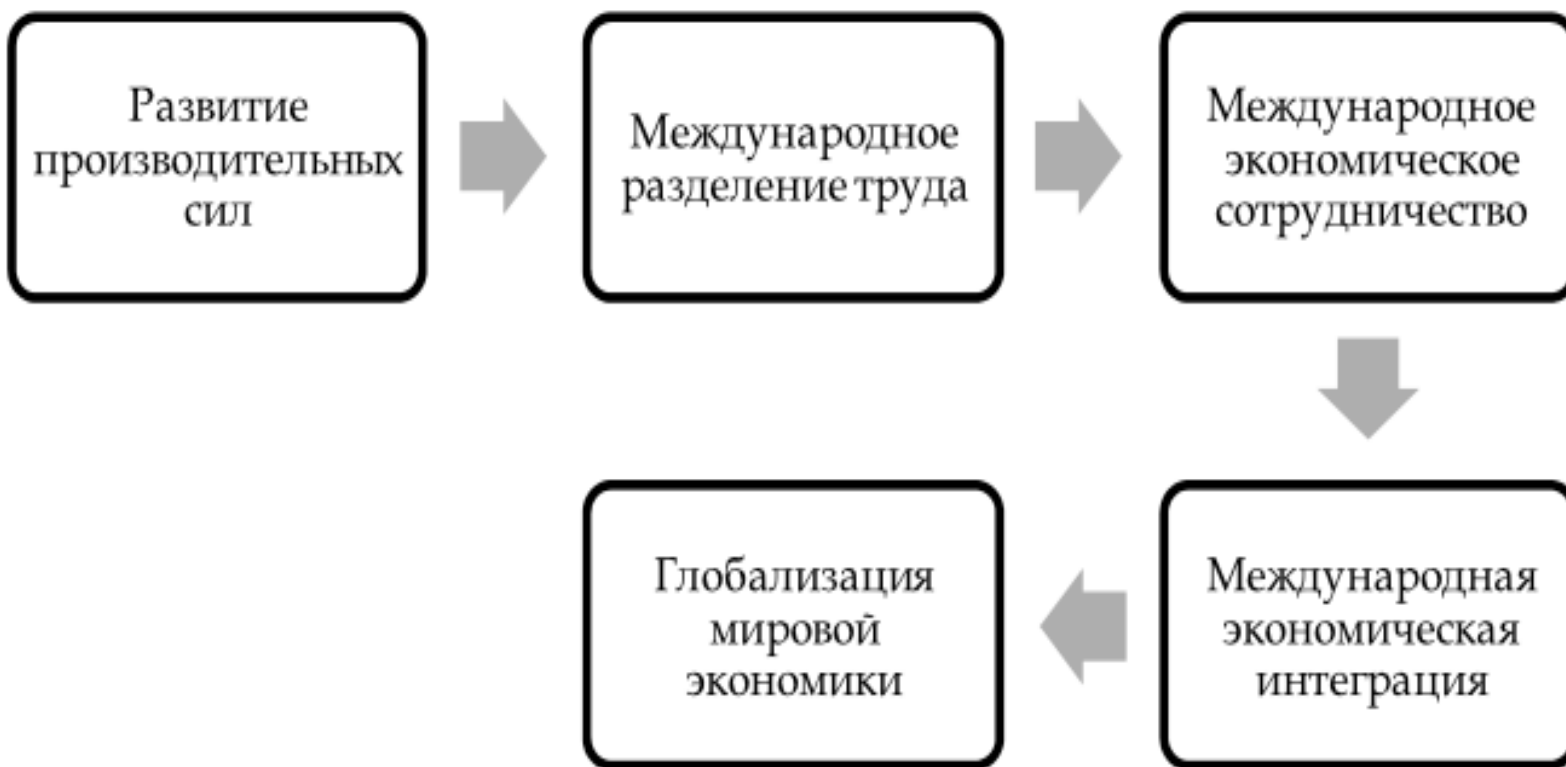 Развитие
производительных
сил
Международное
разделение труда
Международное
экономическое
сотрудничество
Международная
экономическая
интеграция
Глобализация
мировой
экономики